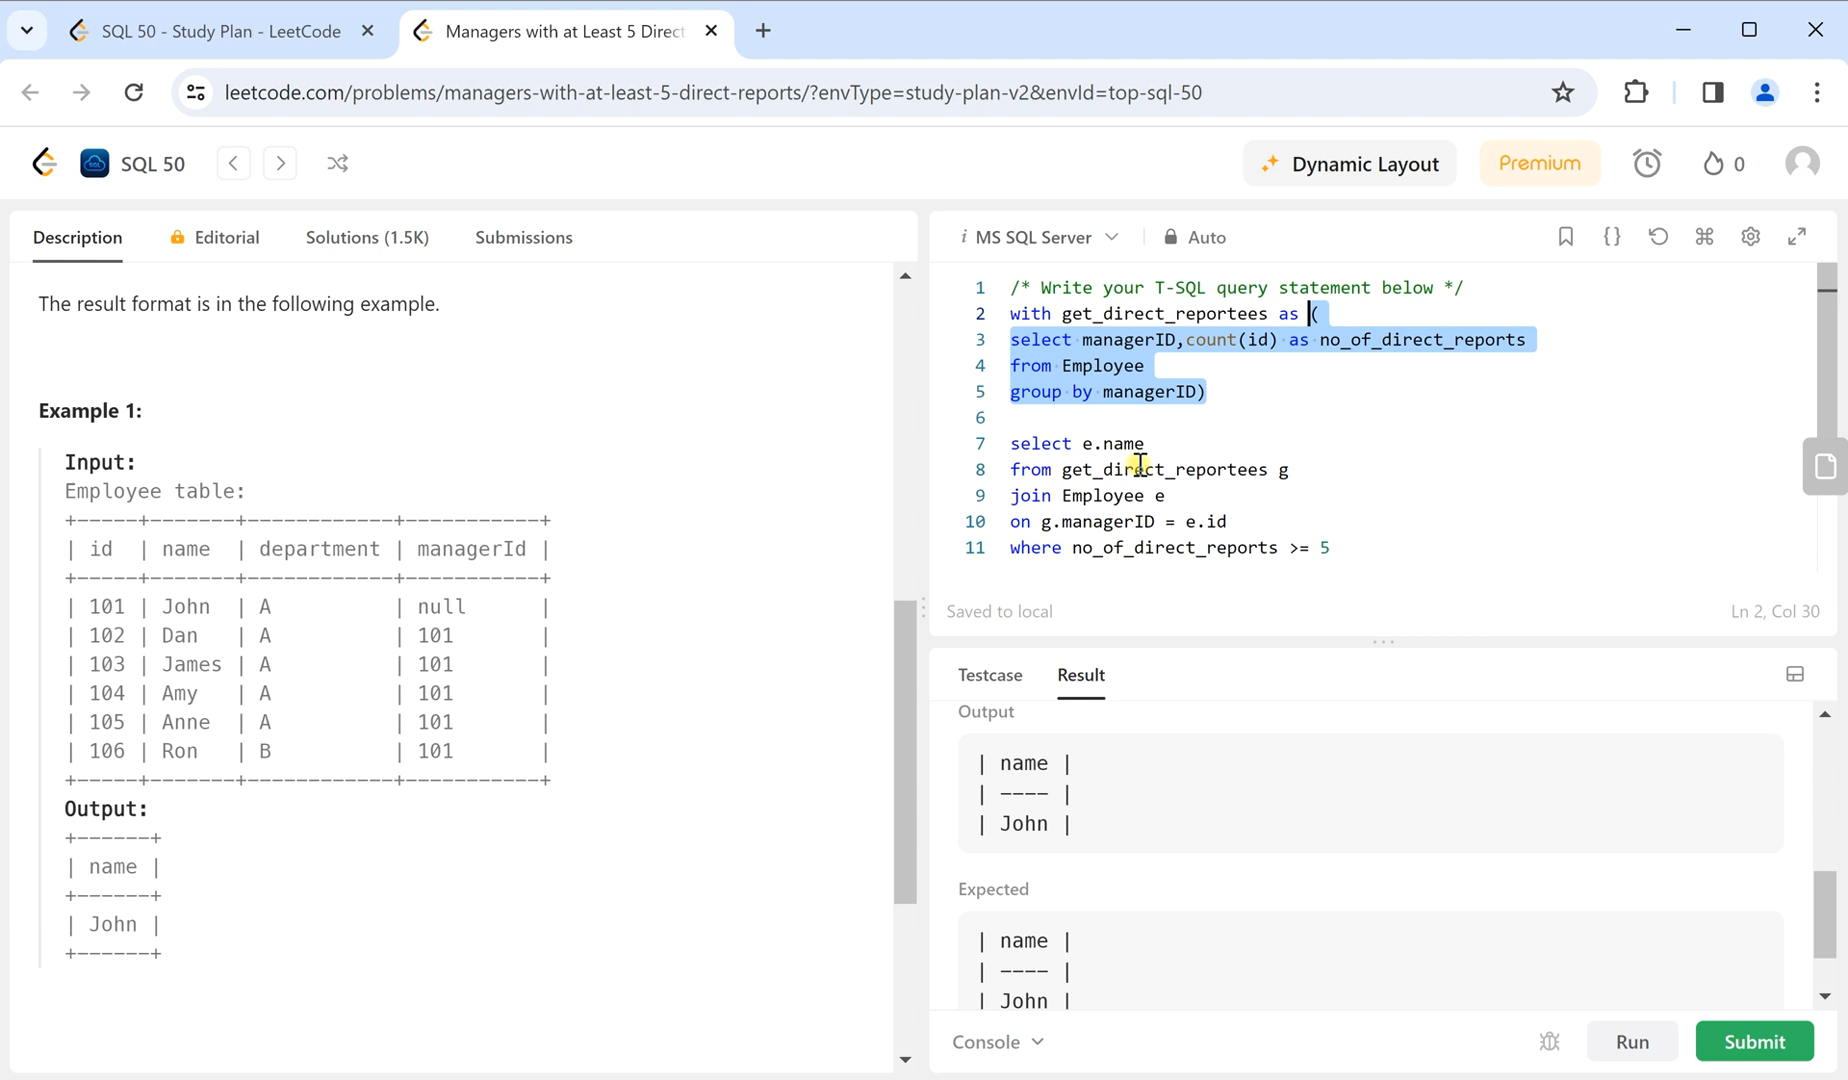 SQL 50 - Study Plan - LeetCode
Managers with at Least 5 Direct
leetcode.com/problems/managers-with-at-least-5-direct-reports/?envType=study-plan-v2&envId=top-sql-50
SQL
SQL 50
Dynamic Layout
Premium
0
Description
Editorial
Solutions (1.5K)
Submissions
The result format is in the following example.
Example 1:
Input:
Employee table:
+-----+-------+------------+-----------+
| id  | name  | department | managerId |
+-----+-------+------------+-----------+
| 101 | John  | A          | null      |
| 102 | Dan   | A          | 101       |
| 103 | James | A          | 101       |
| 104 | Amy   | A          | 101       |
| 105 | Anne  | A          | 101       |
| 106 | Ron   | B          | 101       |
+-----+-------+------------+-----------+
Output:
+------+
| name |
+------+
| John |
+------+
i MS SQL Server
Auto
1 /* Write your T-SQL query statement below */
2 with get_direct_reportees as (
3 select managerID,count(id) as no_of_direct_reports
4 from Employee
5 group by managerID)
6
7 select e.name
8 from get_direct_reportees g
9 join Employee e
10 on g.managerID = e.id
11 where no_of_direct_reports >= 5
Saved to local
Ln 2, Col 30
Testcase
Result
Output
| name |
| ---- |
| John |
Expected
| name |
| ---- |
| John |
Console
Run
Submit